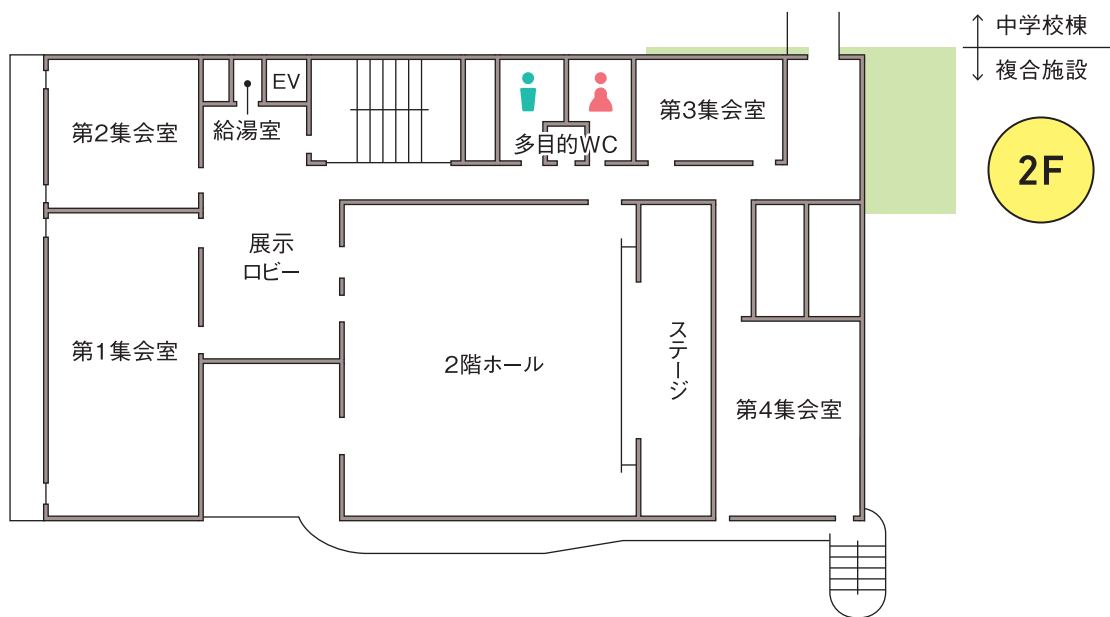 中学校棟
複合施設
2F
EV
第2集会室
給湯室
多目的WC
第3集会室
展示
ロビー
第1集会室
2階ホール
ステージ
第4集会室